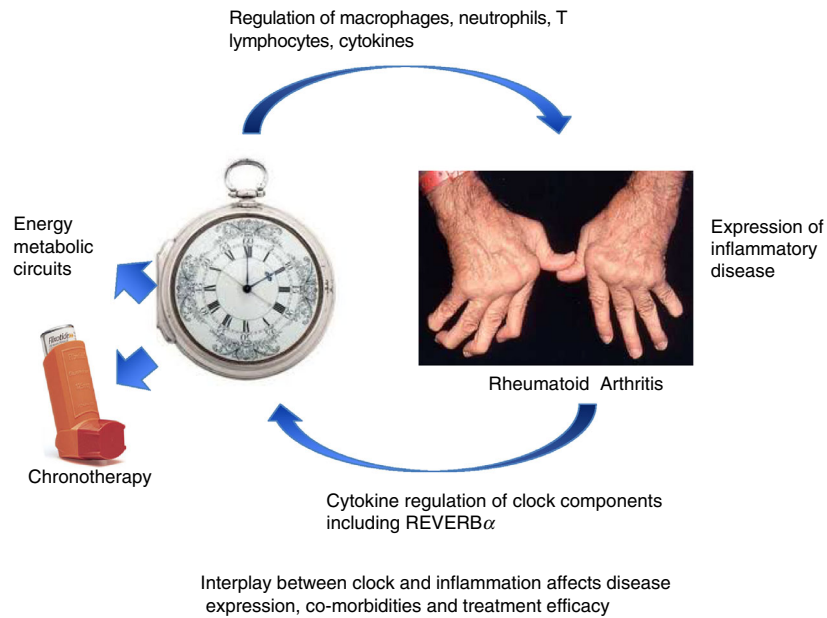 Regulation of macrophages, neutrophils, T
lymphocytes, cytokines
Energy
metabolic
circuits
Expression of
inflammatory
disease
Rheumatoid Arthritis
Chronotherapy
Cytokine regulation of clock components
including REVERBα
Interplay between clock and inflammation affects disease
expression, co-morbidities and treatment efficacy